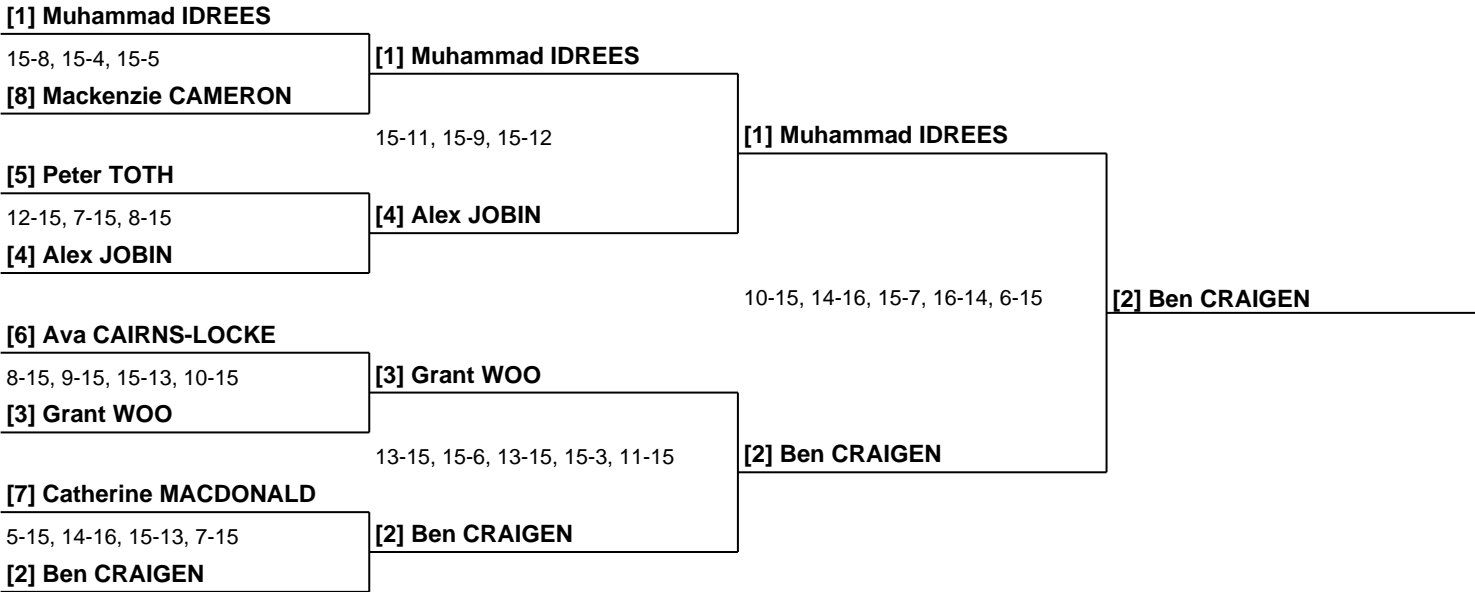 [1] Muhammad IDREES
15-8, 15-4, 15-5
[1] Muhammad IDREES
[8] Mackenzie CAMERON
15-11, 15-9, 15-12
[1] Muhammad IDREES
[5] Peter TOTH
12-15, 7-15, 8-15
[4] Alex JOBIN
[4] Alex JOBIN
10-15, 14-16, 15-7, 16-14, 6-15
[2] Ben CRAIGEN
[6] Ava CAIRNS-LOCKE
8-15, 9-15, 15-13, 10-15
[3] Grant WOO
[3] Grant WOO
13-15, 15-6, 13-15, 15-3, 11-15
[2] Ben CRAIGEN
[7] Catherine MACDONALD
5-15, 14-16, 15-13, 7-15
[2] Ben CRAIGEN
[2] Ben CRAIGEN